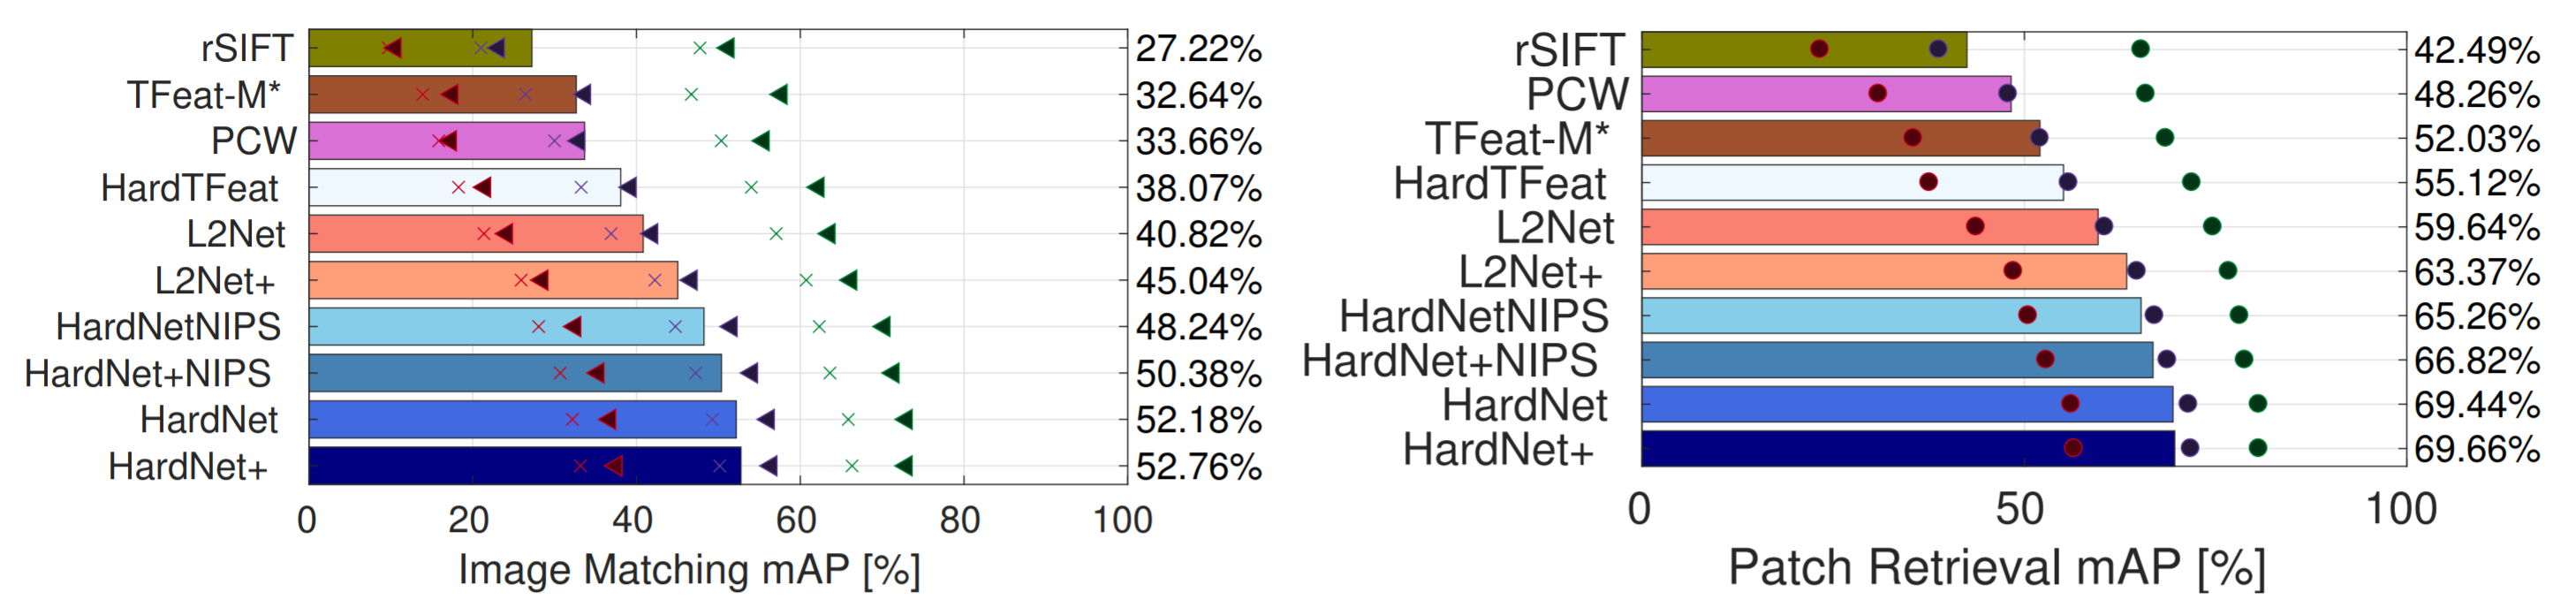 rSIFT 27.22%
TFeat-M* 32.64%
PCW 33.66%
HardTFeat 38.07%
L2Net 40.82%
L2Net+ 45.04%
HardNetNIPS 48.24%
HardNet+NIPS 50.38%
HardNet 52.18%
HardNet+ 52.76%
0 20 40 60 80 100
Image Matching mAP [%]
rSIFT 42.49%
PCW 48.26%
TFeat-M* 52.03%
HardTFeat 55.12%
L2Net 59.64%
L2Net+ 63.37%
HardNetNIPS 65.26%
HardNet+NIPS 66.82%
HardNet 69.44%
HardNet+ 69.66%
0 50 100
Patch Retrieval mAP [%]